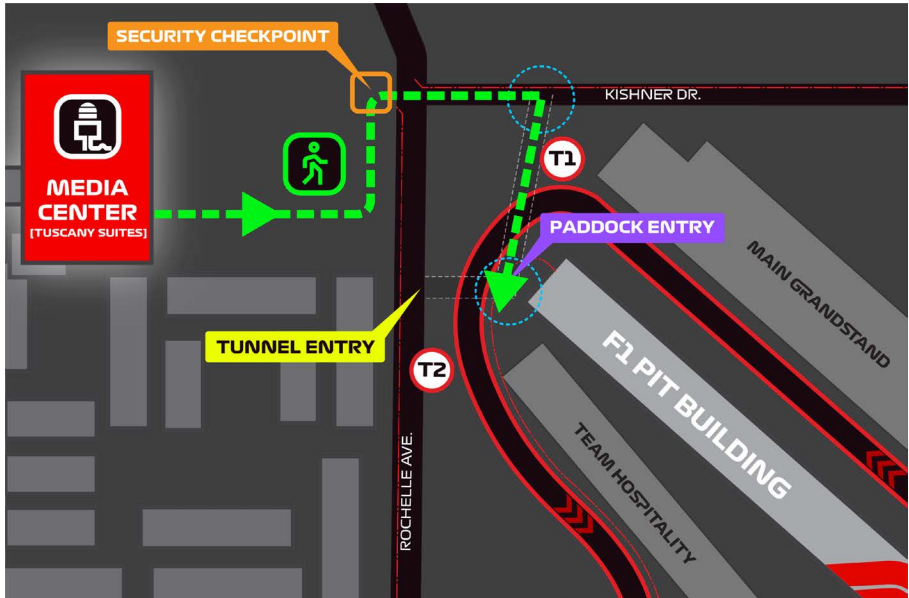 SECURITY CHECKPOINT
KISHNER DR.
MEDIA
CENTER
[TUSCANY SUITES]
T1
PADDOCK ENTRY
MAIN GRANDSTAND
TUNNEL ENTRY
T2
F1 PIT BUILDING
TEAM HOSPITALITY
ROCHELLE AVE.